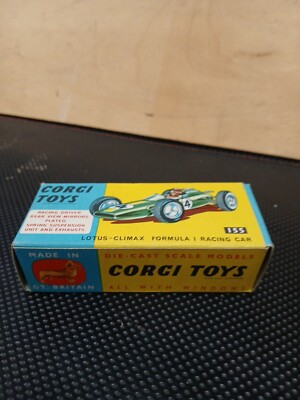 CORGI
TOYS
RACING DRIVER
REAR VIEW MIRRORS
PLATED
SPRING SUSPENSION
UNIT AND EXHAUSTS
4
155
LOTUS-CLIMAX FORMULA 1 RACING CAR
MADE IN
GT. BRITAIN
DIE-CAST SCALE MODELS
CORGI TOYS
ALL WITH WINDOWS